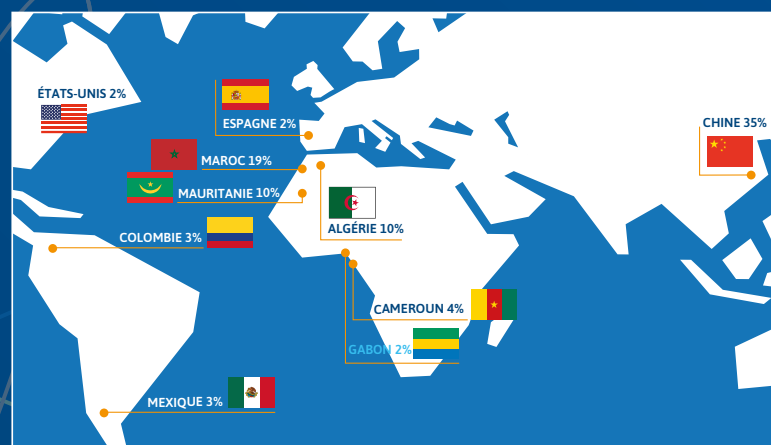 ÉTATS-UNIS 2%
ESPAGNE 2%
CHINE 35%
MAROC 19%
MAURITANIE 10%
ALGÉRIE 10%
COLOMBIE 3%
CAMEROUN 4%
GABON 2%
MEXIQUE 3%